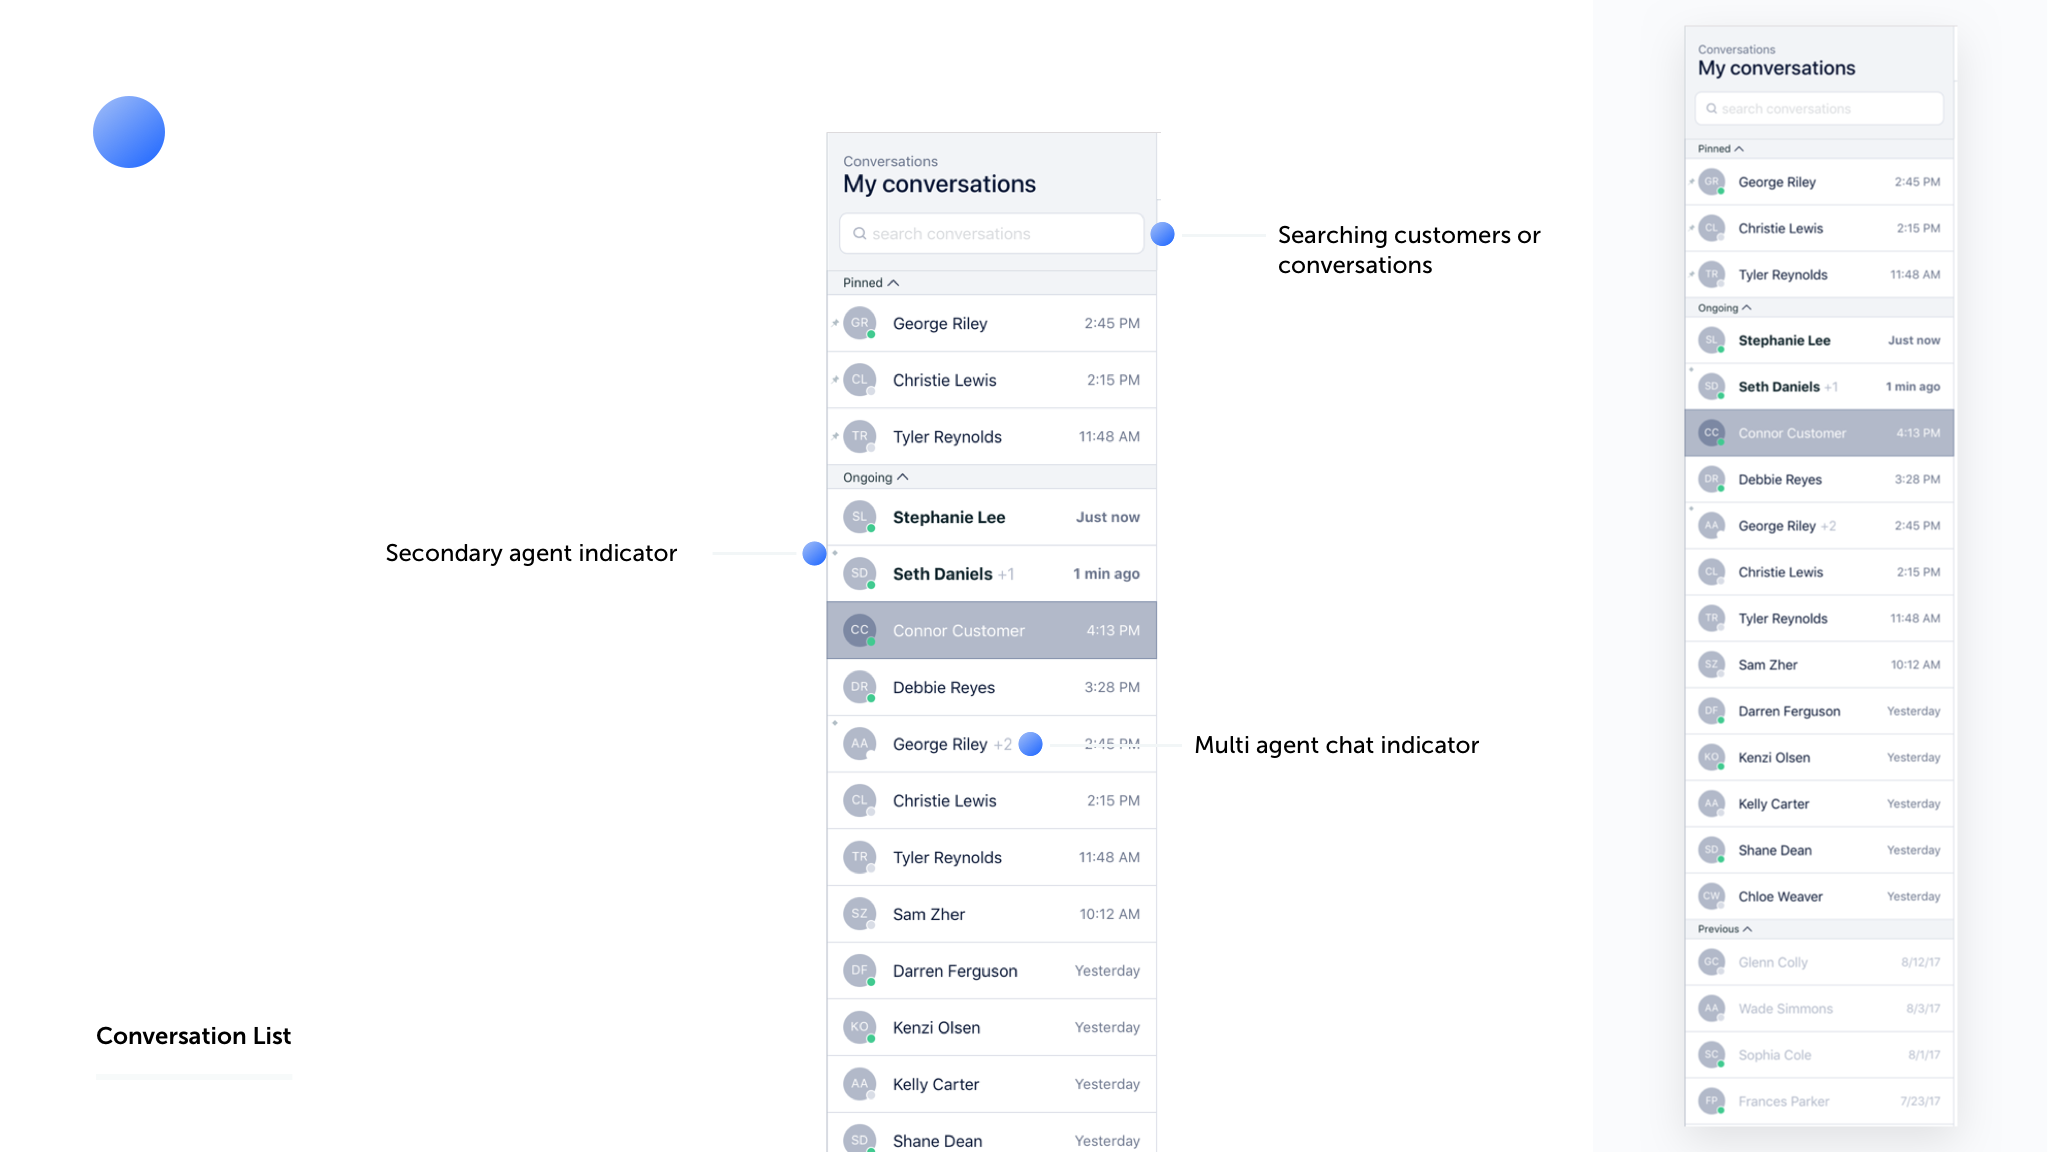 Conversation List
Secondary agent indicator
Conversations
My conversations
search conversations
Pinned
GR George Riley 2:45 PM
CL Christie Lewis 2:15 PM
TR Tyler Reynolds 11:48 AM
Ongoing
SL Stephanie Lee Just now
SD Seth Daniels +1 1 min ago
CC Connor Customer 4:13 PM
DR Debbie Reyes 3:28 PM
AA George Riley +2 2:45 PM
CL Christie Lewis 2:15 PM
TR Tyler Reynolds 11:48 AM
SZ Sam Zher 10:12 AM
DF Darren Ferguson Yesterday
KO Kenzi Olsen Yesterday
AA Kelly Carter Yesterday
SD Shane Dean Yesterday
Searching customers or
conversations
Multi agent chat indicator
Conversations
My conversations
search conversations
Pinned
GR George Riley 2:45 PM
CL Christie Lewis 2:15 PM
TR Tyler Reynolds 11:48 AM
Ongoing
SL Stephanie Lee Just now
SD Seth Daniels +1 1 min ago
CC Connor Customer 4:13 PM
DR Debbie Reyes 3:28 PM
AA George Riley +2 2:45 PM
CL Christie Lewis 2:15 PM
TR Tyler Reynolds 11:48 AM
SZ Sam Zher 10:12 AM
DF Darren Ferguson Yesterday
KO Kenzi Olsen Yesterday
AA Kelly Carter Yesterday
SD Shane Dean Yesterday
CW Chloe Weaver Yesterday
Previous
GC Glenn Colly 8/12/17
AA Wade Simmons 8/3/17
SC Sophia Cole 8/1/17
FP Frances Parker 7/23/17